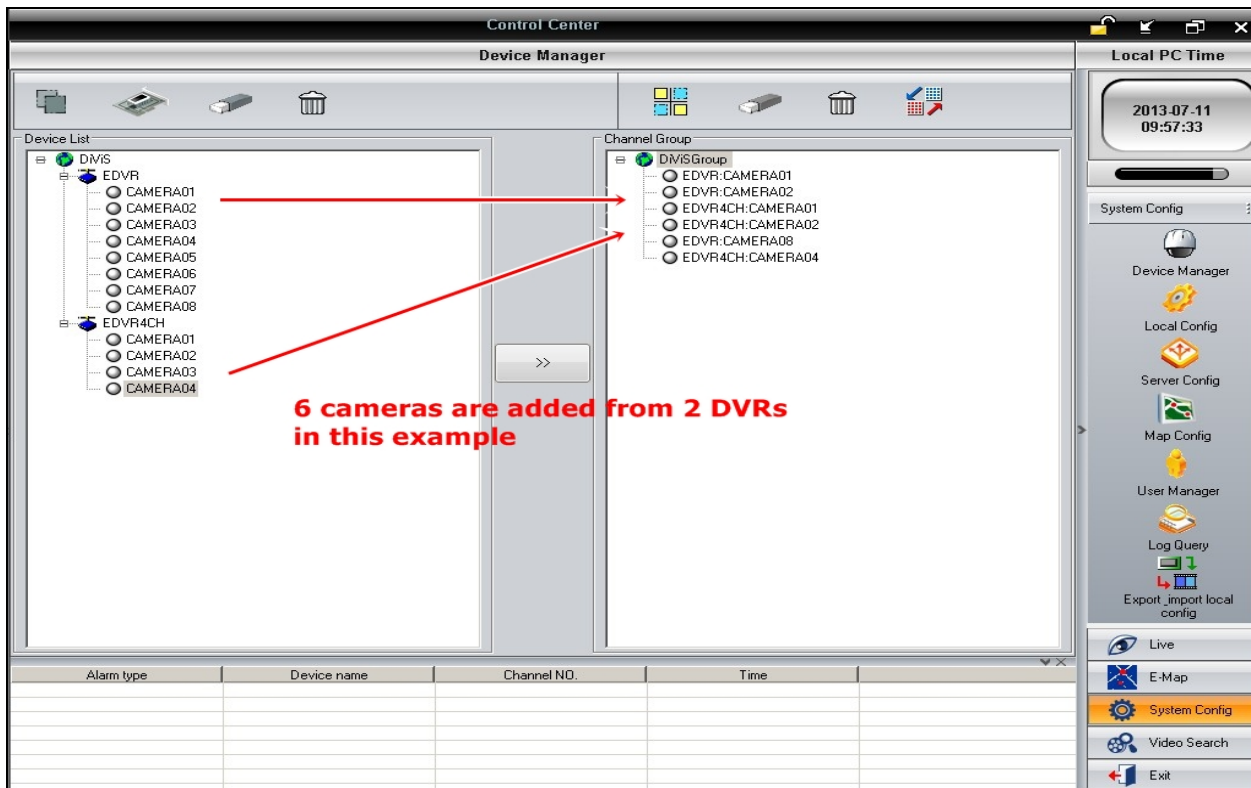 Control Center
Device Manager
Local PC Time
2013-07-11
09:57:33
Device List
DiViS
EDVR
CAMERA01
CAMERA02
CAMERA03
CAMERA04
CAMERA05
CAMERA06
CAMERA07
CAMERA08
EDVR4CH
CAMERA01
CAMERA02
CAMERA03
CAMERA04
>>
Channel Group
DiViSGroup
EDVR:CAMERA01
EDVR:CAMERA02
EDVR4CH:CAMERA01
EDVR4CH:CAMERA02
EDVR:CAMERA08
EDVR4CH:CAMERA04
6 cameras are added from 2 DVRs
in this example
System Config
Device Manager
Local Config
Server Config
Map Config
User Manager
Log Query
Export_import local
config
Live
E-Map
System Config
Video Search
Exit
Alarm type Device name Channel NO. Time